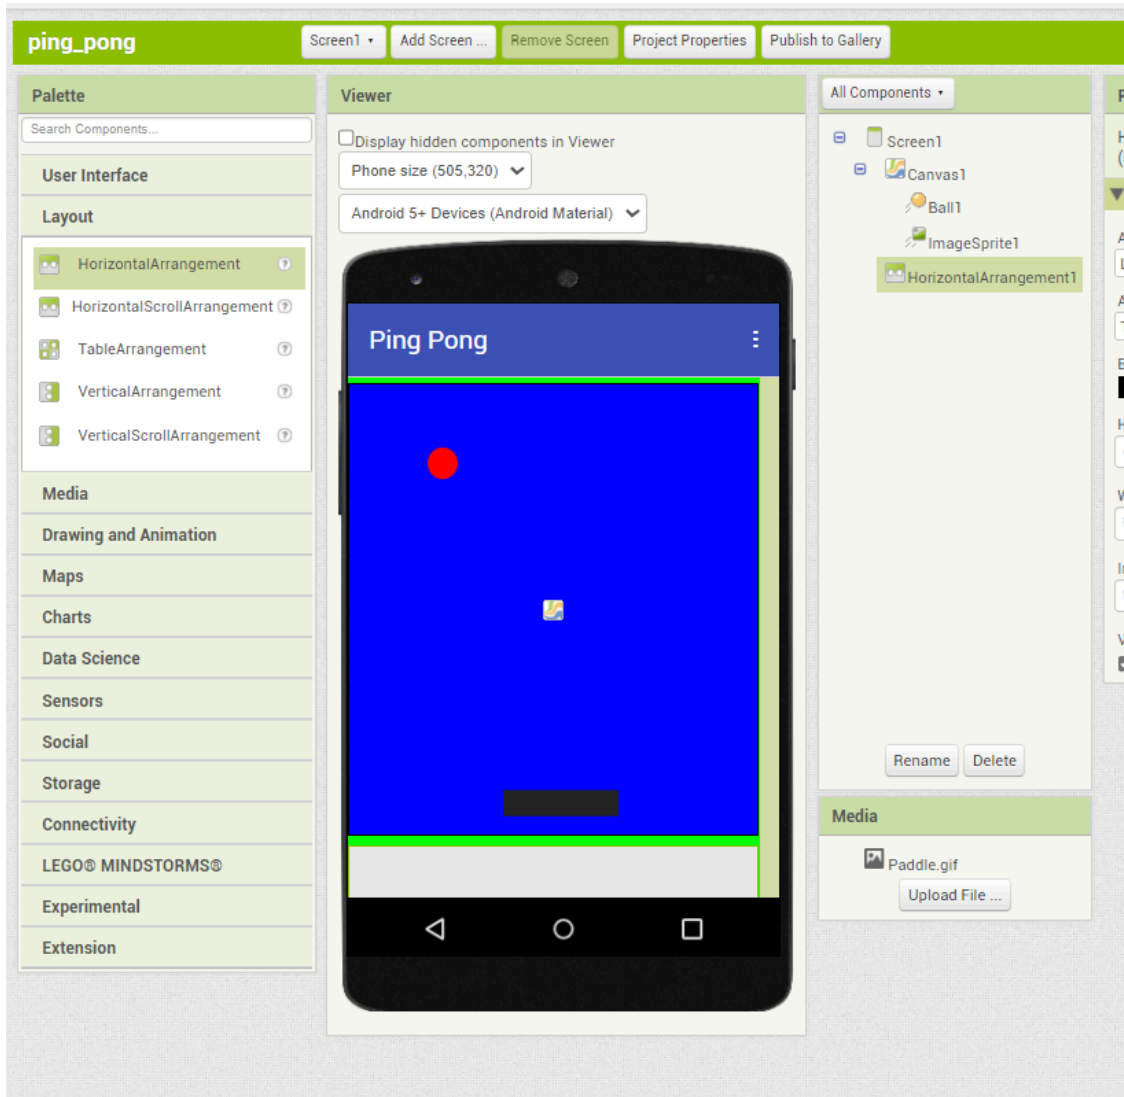 ping_pong
Screen1
Add Screen ...
Remove Screen
Project Properties
Publish to Gallery
Palette
Search Components...
User Interface
Layout
HorizontalArrangement
HorizontalScrollArrangement
TableArrangement
VerticalArrangement
VerticalScrollArrangement
Media
Drawing and Animation
Maps
Charts
Data Science
Sensors
Social
Storage
Connectivity
LEGO® MINDSTORMS®
Experimental
Extension
Viewer
Display hidden components in Viewer
Phone size (505,320)
Android 5+ Devices (Android Material)
Ping Pong
All Components
Screen1
Canvas1
Ball1
ImageSprite1
HorizontalArrangement1
Rename Delete
Media
Paddle.gif
Upload File ...